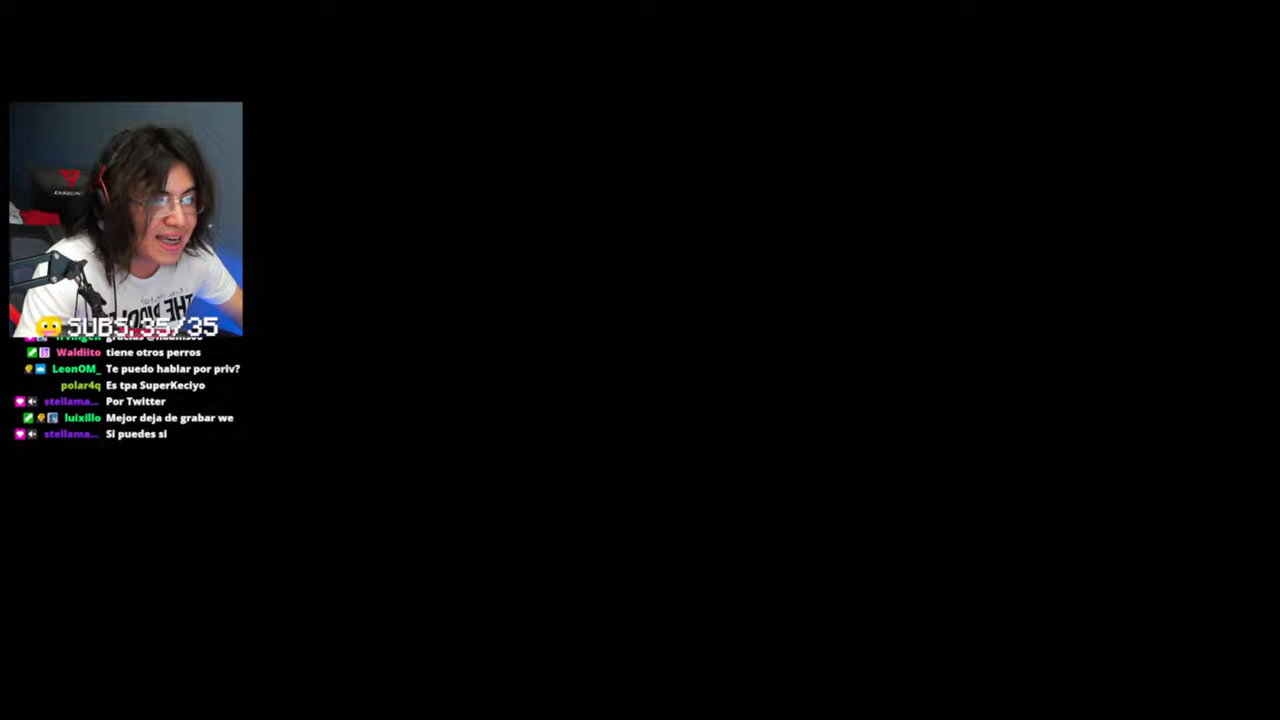 SUBS: 35/35
Waldiito tiene otros perros
LeonOM_ Te puedo hablar por priv?
polar4q Es tpa SuperKeciyo
stellama... Por Twitter
luixillo Mejor deja de grabar we
stellama... Si puedes si